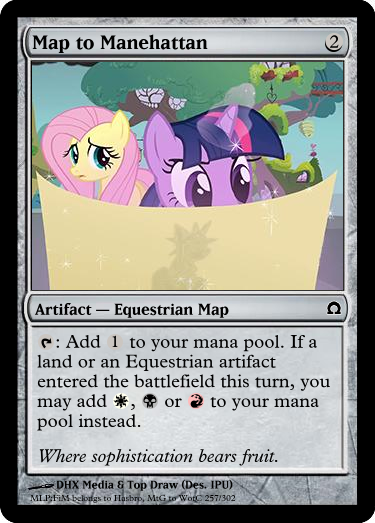 Map to Manehattan 2
Artifact — Equestrian Map Ω
: Add 1 to your mana pool. If a
land or an Equestrian artifact
entered the battlefield this turn, you
may add , or to your mana
pool instead.
Where sophistication bears fruit.
DHX Media & Top Draw (Des. IPU)
MLP:FiM belongs to Hasbro, MtG to WotC 257/302